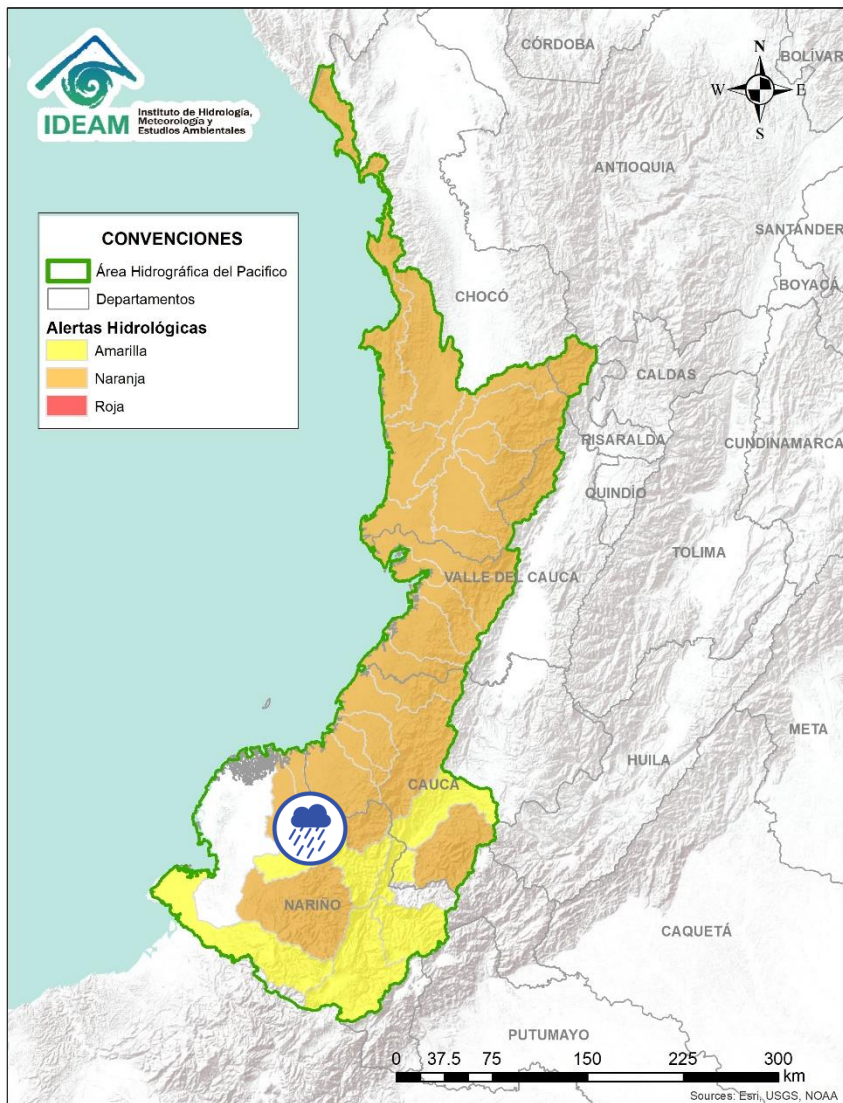 IDEAM
Instituto de Hidrología,
Meteorología y
Estudios Ambientales
CÓRDOBA
BOLÍVAR
N
W
E
S
ANTIOQUIA
SANTANDER
BOYACÁ
CONVENCIONES
Área Hidrográfica del Pacifico
Departamentos
Alertas Hidrológicas
Amarilla
Naranja
Roja
CHOCÓ
CALDAS
RISARALDA
CUNDINAMARCA
QUINDÍO
TOLIMA
VALLE DEL CAUCA
META
HUILA
CAUCA
NARIÑO
CAQUETÁ
PUTUMAYO
0 37.5 75 150 225 300
km
Sources: Esri, USGS, NOAA